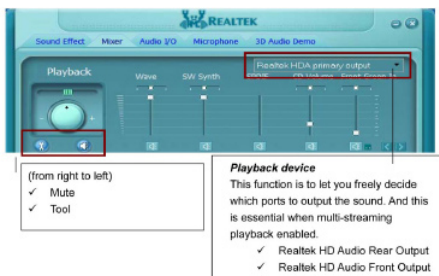 REALTEK
Sound Effect Mixer Audio I/O Microphone 3D Audio Demo
Realtek HDA primary output
Playback
Wave SW Synth CD Volume
(from right to left)
✓ Mute
✓ Tool
Playback device
This function is to let you freely decide
which ports to output the sound. And this
is essential when multi-streaming
playback enabled.
✓ Realtek HD Audio Rear Output
✓ Realtek HD Audio Front Output